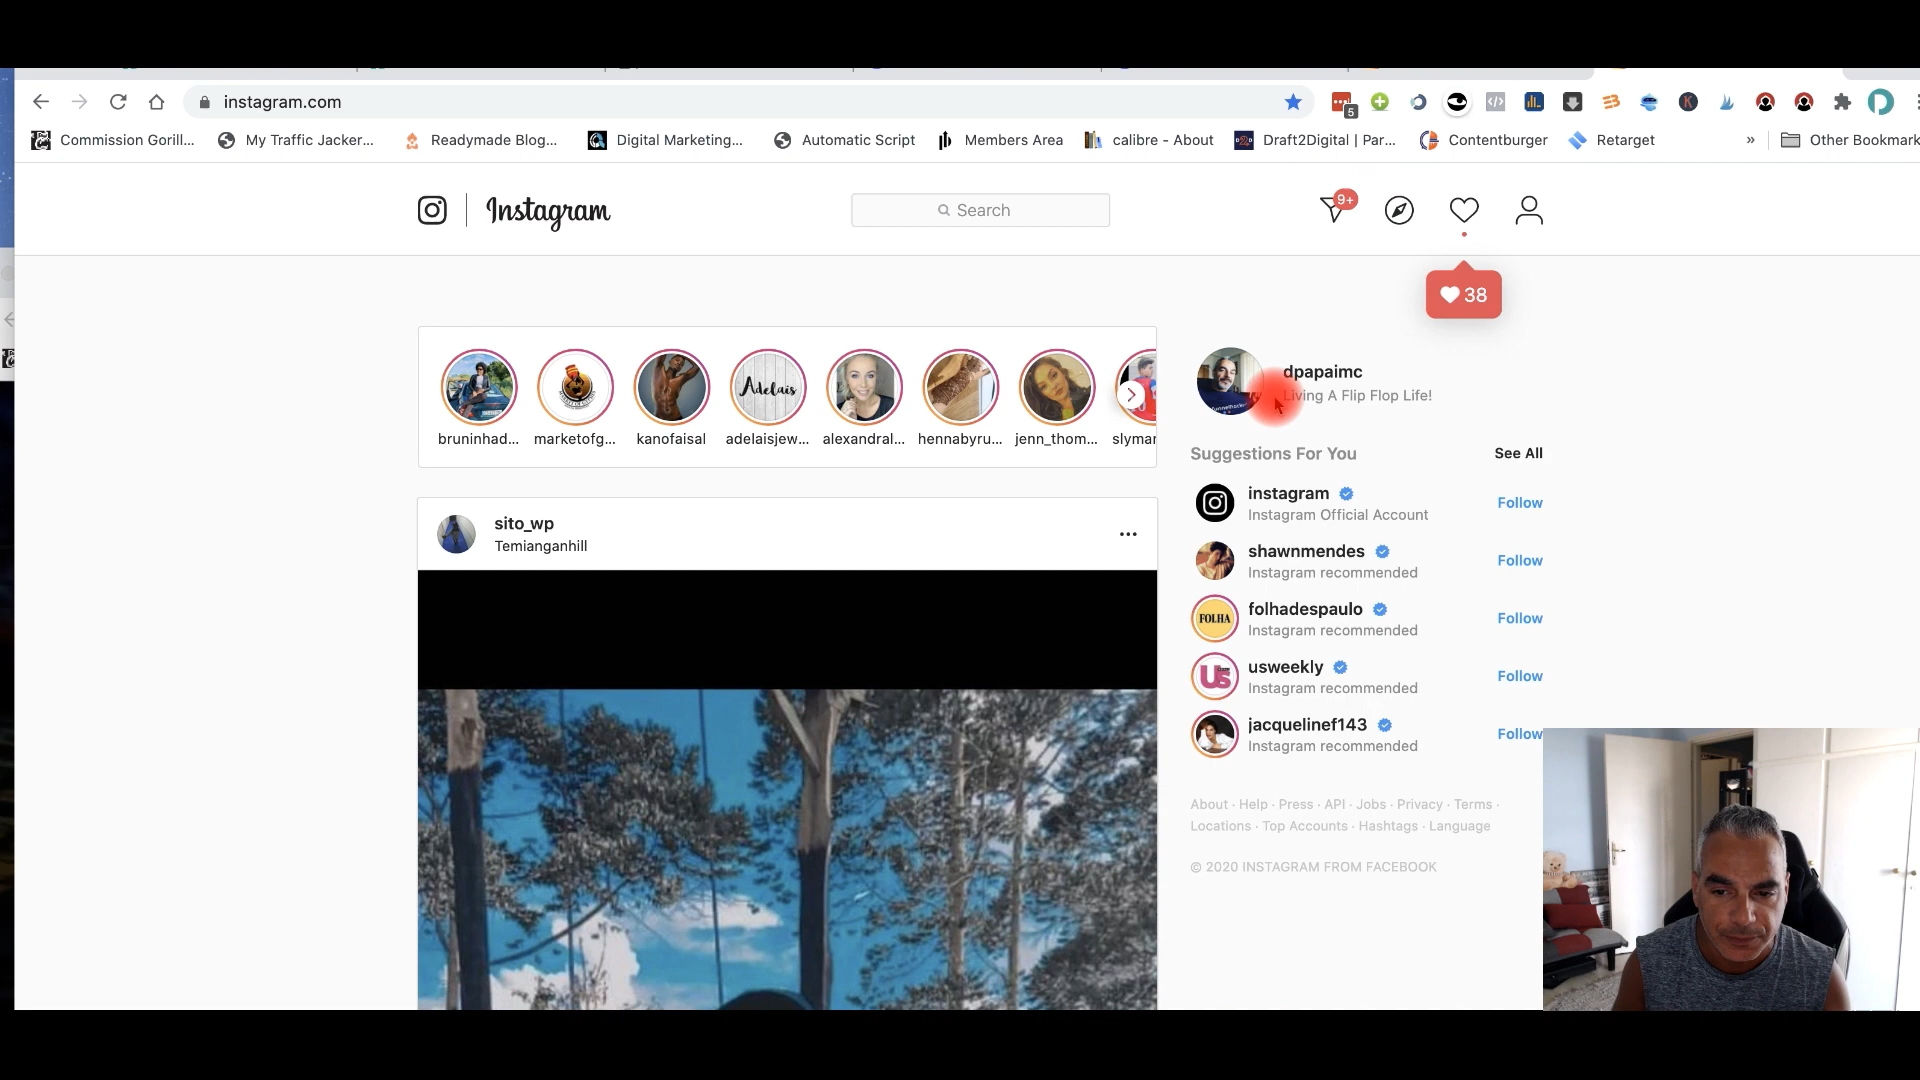 instagram.com
5
Commission Gorill...
My Traffic Jacker...
Readymade Blog...
Digital Marketing...
Automatic Script
Members Area
calibre - About
Draft2Digital | Par...
Contentburger
Retarget
»
Other Bookmark
Instagram
Search
9+
38
Adelais
bruninhad...
marketofg...
kanofaisal
adelaisjew...
alexandral...
hennabyru...
jenn_thom...
slymar
dpapaimc
Living A Flip Flop Life!
Suggestions For You
See All
instagram
Instagram Official Account
Follow
shawnmendes
Instagram recommended
Follow
FOLHA
folhadespaulo
Instagram recommended
Follow
Us
usweekly
Instagram recommended
Follow
jacquelinef143
Instagram recommended
Follow
sito_wp
Temianganhill
About · Help · Press · API · Jobs · Privacy · Terms ·
Locations · Top Accounts · Hashtags · Language
© 2020 INSTAGRAM FROM FACEBOOK